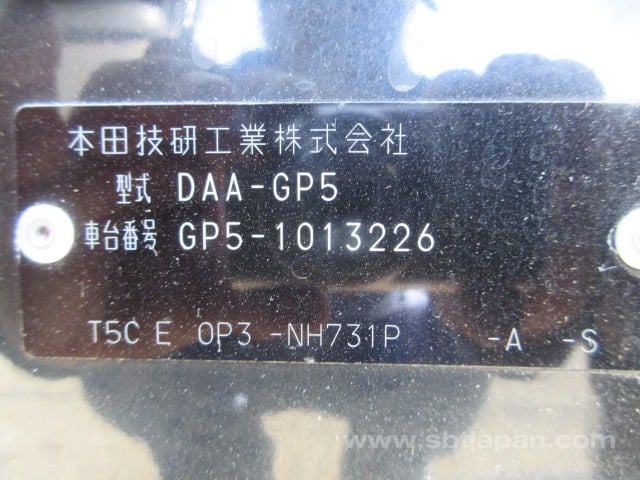 本田技研工業株式会社
型式 DAA-GP5
車台番号 GP5-1013226
T5C E OP3 -NH731P -A -S
www.sbtjapan.com